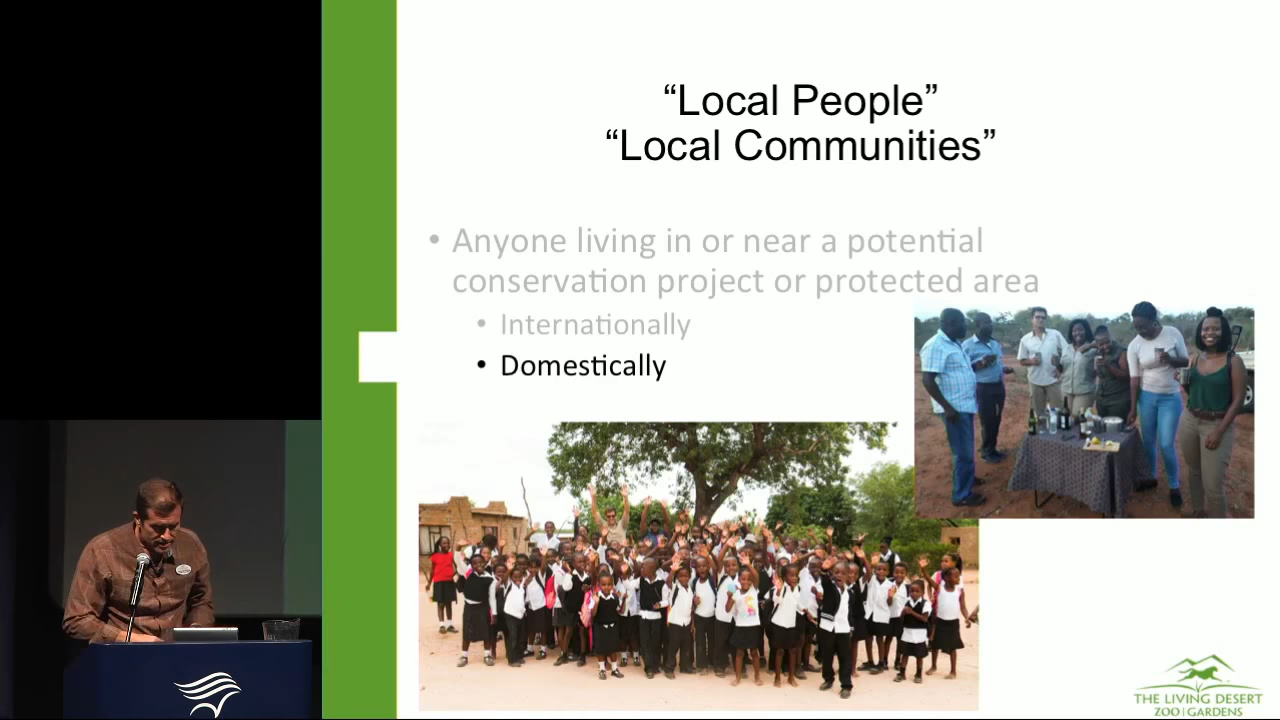 “Local People”
“Local Communities”
• Anyone living in or near a potential
conservation project or protected area
• Internationally
• Domestically
THE LIVING DESERT
ZOO | GARDENS